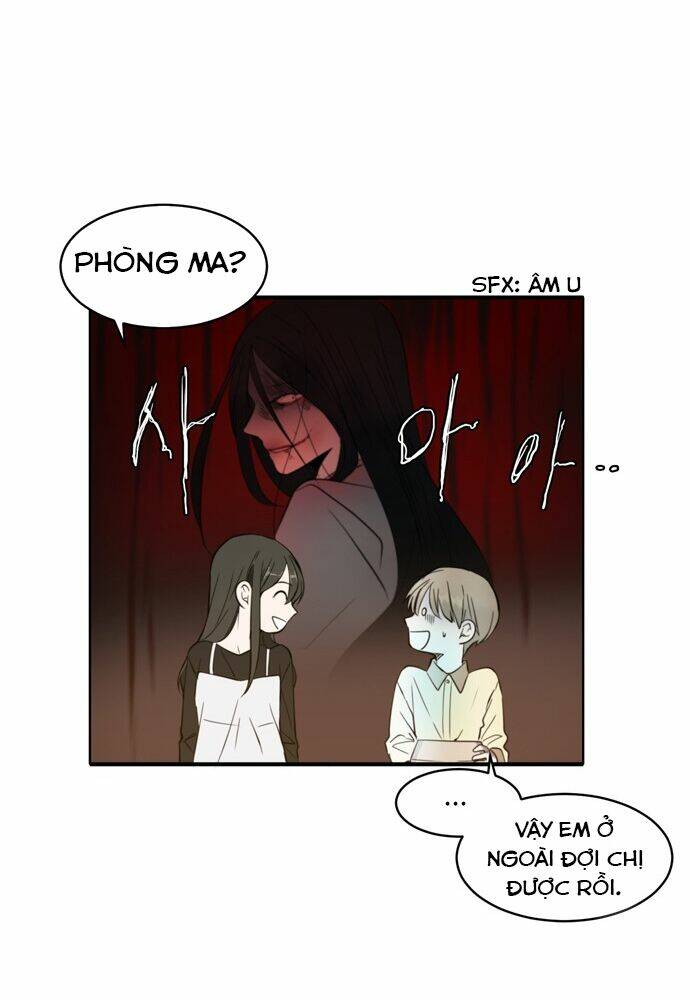 PHÒNG MA?
SFX: ÂM U
사아아..
...
VẬY EM Ở
NGOÀI ĐỢI CHỊ
ĐƯỢC RỒI.